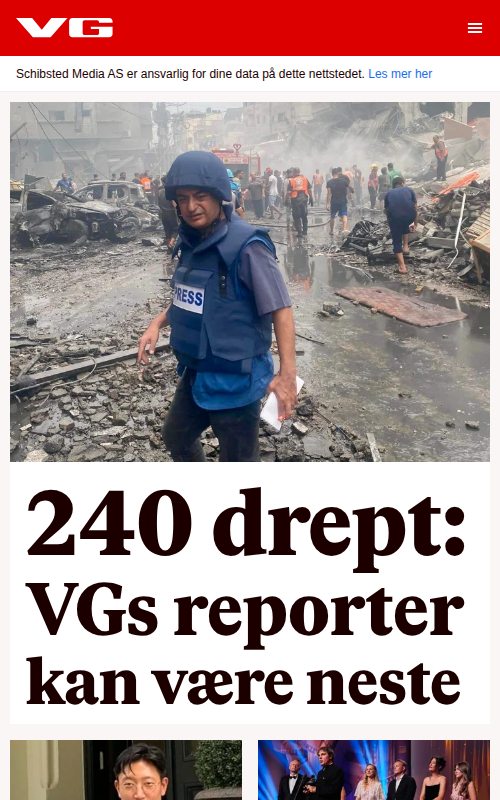 VG
Schibsted Media AS er ansvarlig for dine data på dette nettstedet. Les mer her
PRESS
240 drept:
VGs reporter
kan være neste